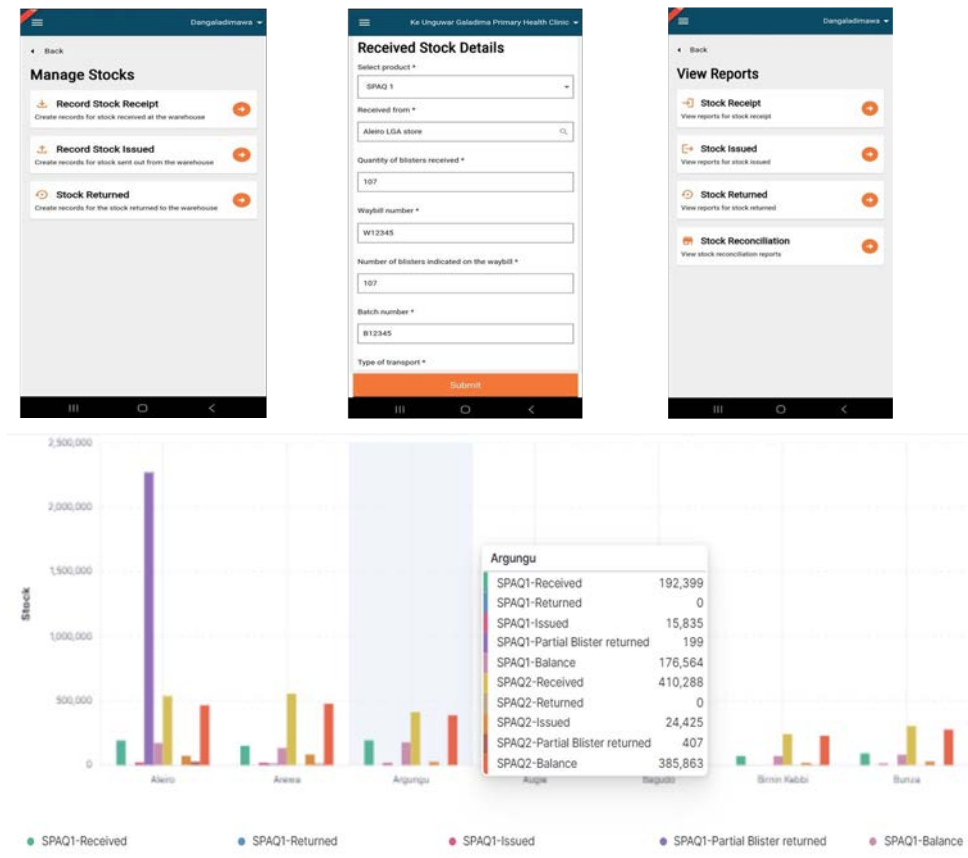 Dangaladimawa
Back
Manage Stocks
Record Stock Receipt
Create records for stock received at the warehouse
Record Stock Issued
Create records for stock sent out from the warehouse
Stock Returned
Create records for the stock returned to the warehouse
Ke Unguwar Galadima Primary Health Clinic
Received Stock Details
Select product *
SPAQ 1
Received from *
Aleiro LGA store
Quantity of blisters received *
107
Waybill number *
W12345
Number of blisters indicated on the waybill *
107
Batch number *
B12345
Type of transport *
Submit
Dangaladimawa
Back
View Reports
Stock Receipt
View reports for stock receipt
Stock Issued
View reports for stock issued
Stock Returned
View reports for stock returned
Stock Reconciliation
View stock reconciliation reports
Stock
2,500,000
2,000,000
1,500,000
1,000,000
500,000
0
Argungu
SPAQ1-Received 192,399
SPAQ1-Returned 0
SPAQ1-Issued 15,835
SPAQ1-Partial Blister returned 199
SPAQ1-Balance 176,564
SPAQ2-Received 410,288
SPAQ2-Returned 0
SPAQ2-Issued 24,425
SPAQ2-Partial Blister returned 407
SPAQ2-Balance 385,863
Aleiro Arewa Argungu Augie Bagudo Birnin Kebbi Bunza
SPAQ1-Received SPAQ1-Returned SPAQ1-Issued SPAQ1-Partial Blister returned SPAQ1-Balance